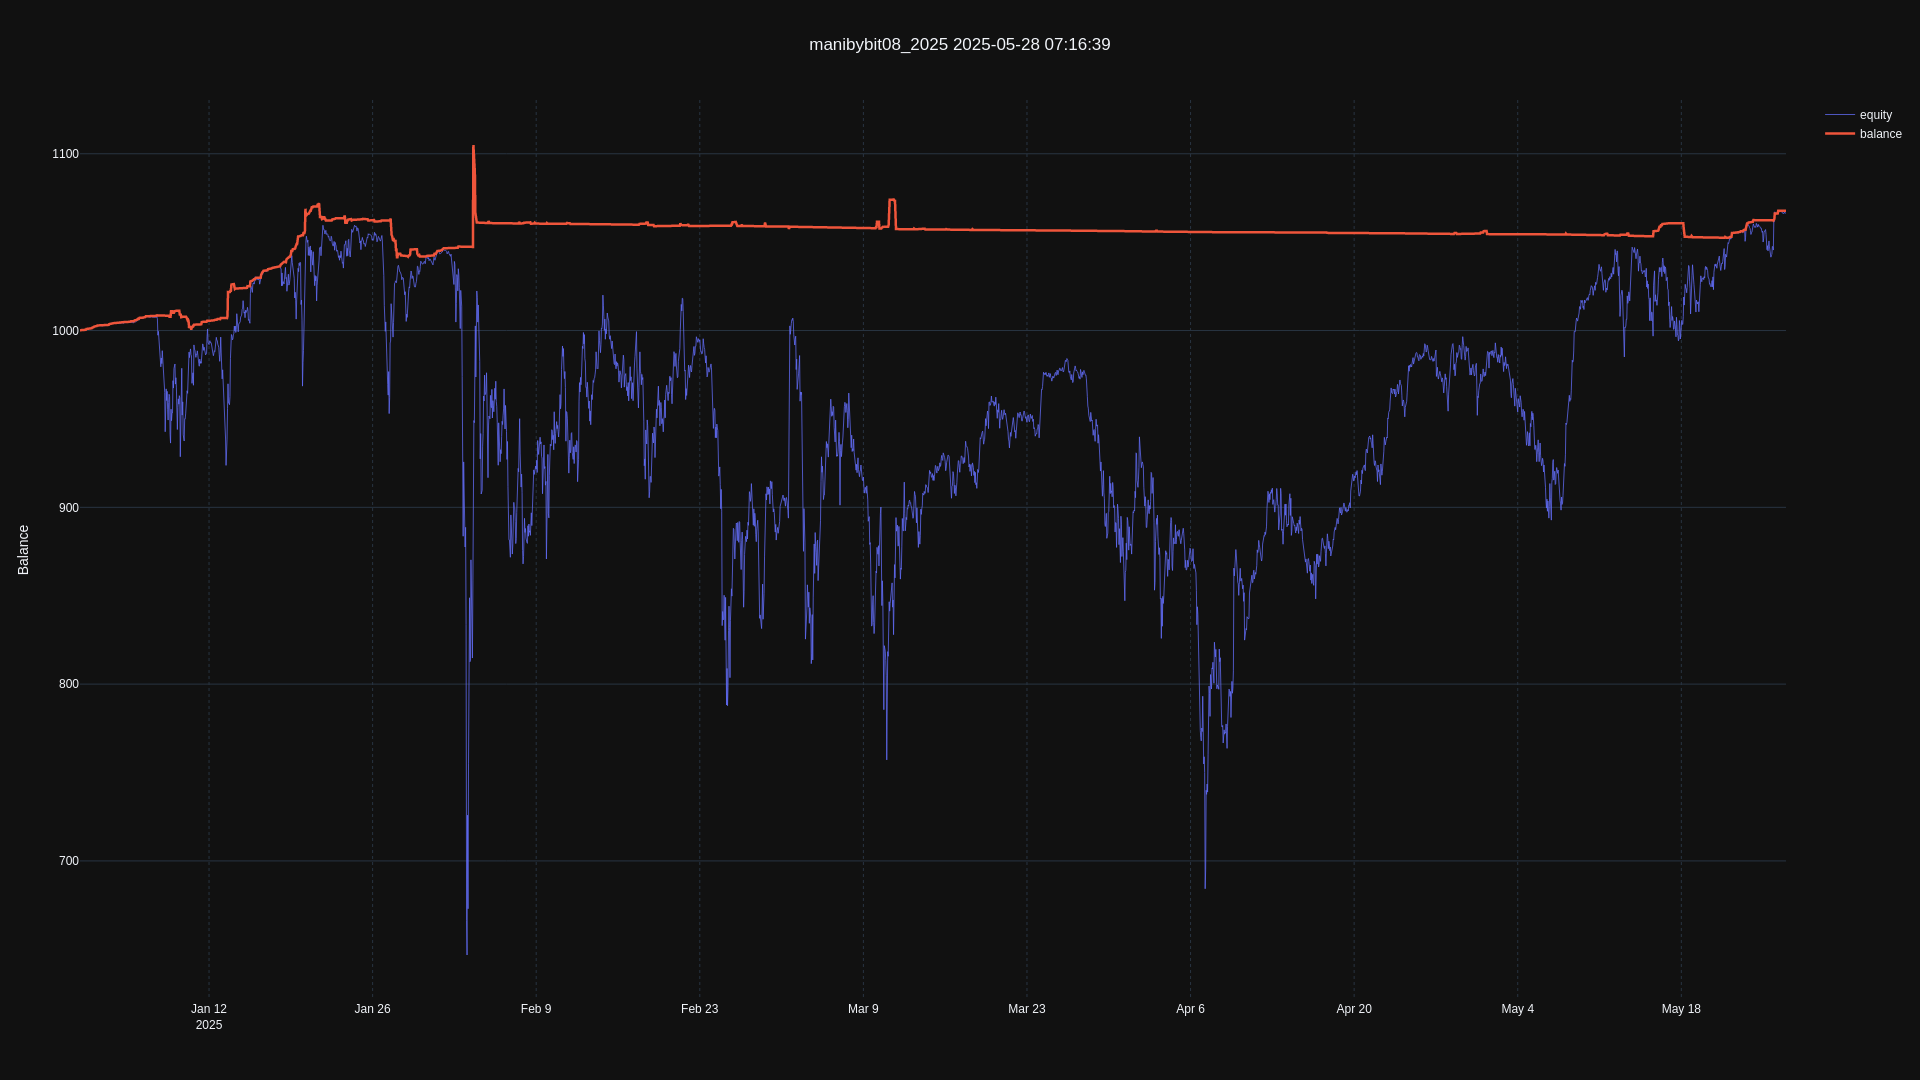 manibybit08_2025 2025-05-28 07:16:39
equity
balance
1100
1000
900
800
700
Balance
Jan 12
2025
Jan 26
Feb 9
Feb 23
Mar 9
Mar 23
Apr 6
Apr 20
May 4
May 18